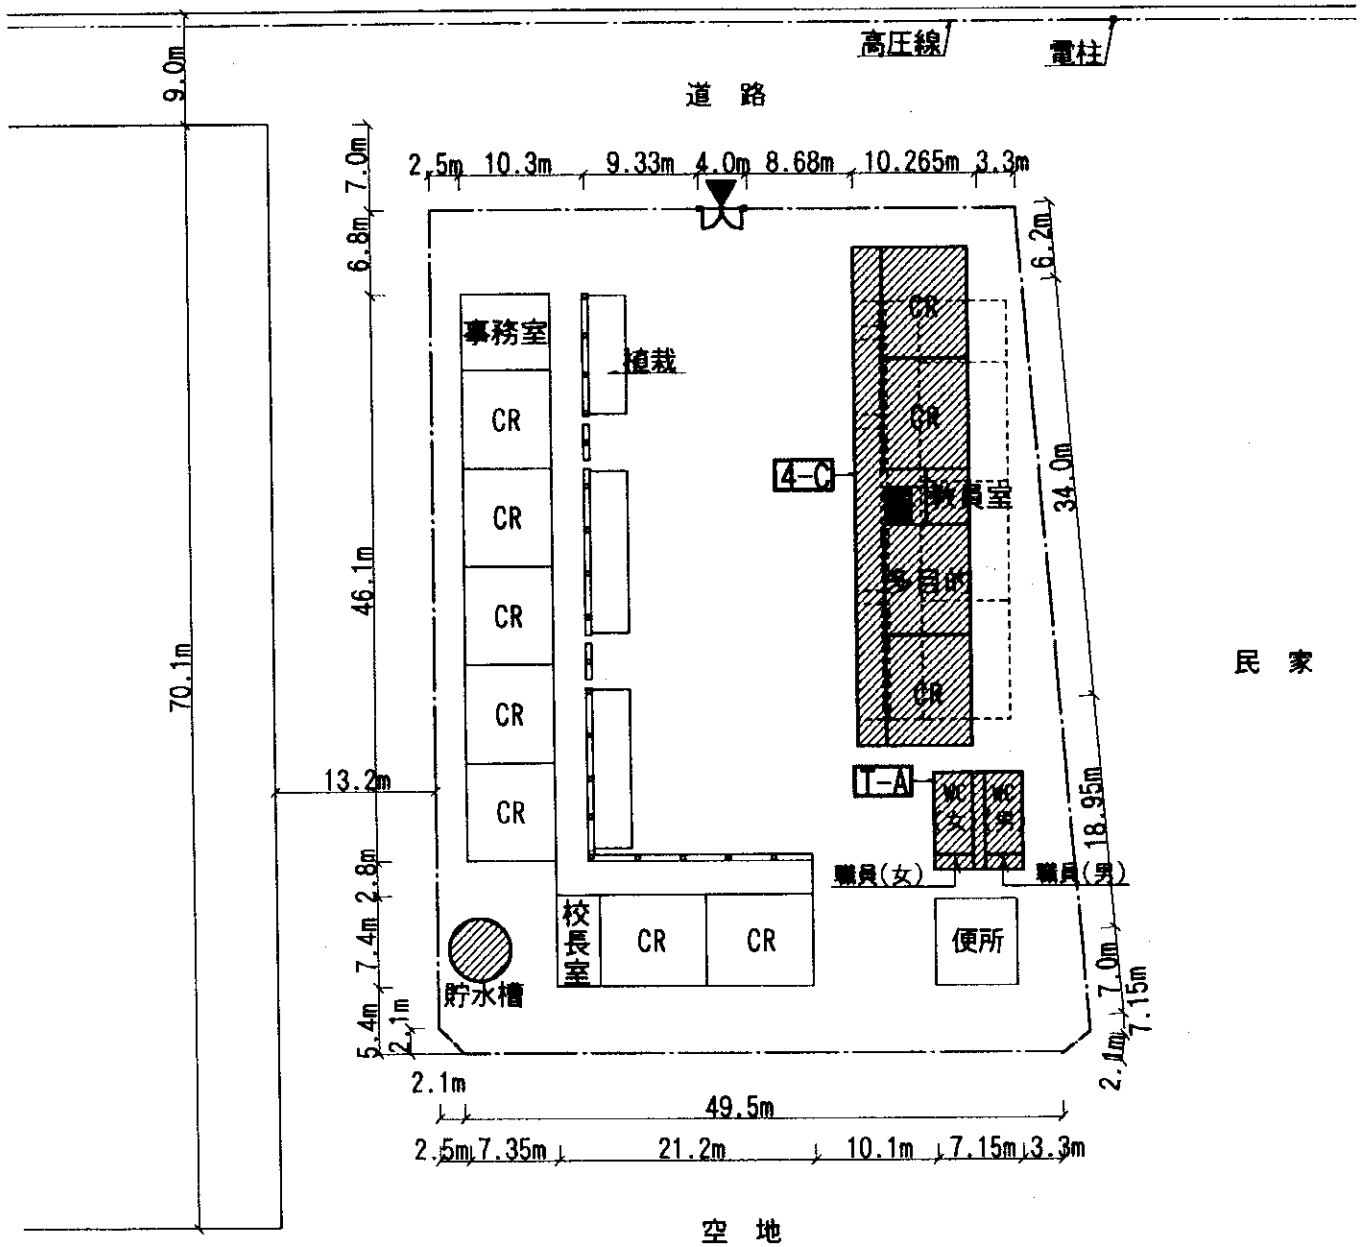 高圧線
電柱
9.0m
道 路
7.0m
2.5m 10.3m 9.33m 4.0m 8.68m 10.265m 3.3m
6.8m
6.2m
CR
事務室
植栽
CR
CR
4-C
教員室
34.0m
CR
多目的
46.1m
CR
70.1m
民 家
CR
CR
13.2m
T-A
WC
女
WC
男
18.95m
CR
2.8m
職員(女)
職員(男)
校長室
CR
CR
便所
7.4m
7.0m
貯水槽
7.15m
5.4m
2.1m
2.1m
2.1m
49.5m
2.5m 7.35m 21.2m 10.1m 7.15m 3.3m
空 地